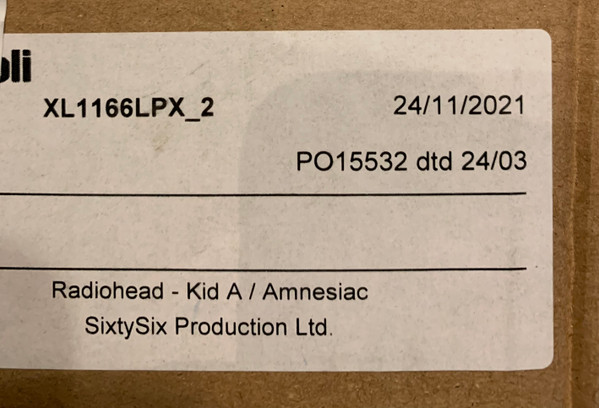 XL1166LPX_2 24/11/2021
PO15532 dtd 24/03
Radiohead - Kid A / Amnesiac
SixtySix Production Ltd.